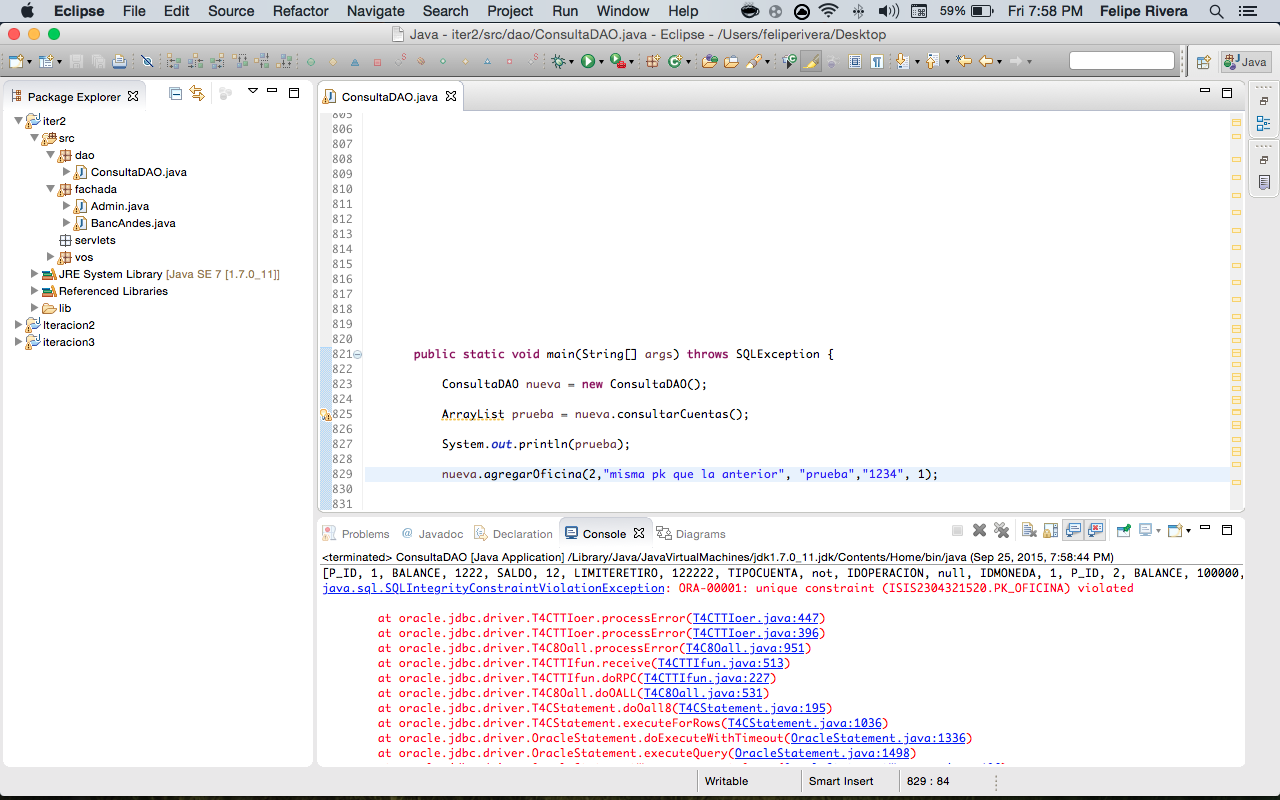 Eclipse File Edit Source Refactor Navigate Search Project Run Window Help 59% Fri 7:58 PM Felipe Rivera
Java - iter2/src/dao/ConsultaDAO.java - Eclipse - /Users/feliperivera/Desktop
Java
Package Explorer
iter2
src
dao
ConsultaDAO.java
fachada
Admin.java
BancAndes.java
servlets
vos
JRE System Library [Java SE 7 [1.7.0_11]]
Referenced Libraries
lib
Iteracion2
iteracion3
ConsultaDAO.java
805
806
807
808
809
810
811
812
813
814
815
816
817
818
819
820
821 public static void main(String[] args) throws SQLException {
822
823 ConsultaDAO nueva = new ConsultaDAO();
824
825 ArrayList prueba = nueva.consultarCuentas();
826
827 System.out.println(prueba);
828
829 nueva.agregarOficina(2,"misma pk que la anterior", "prueba","1234", 1);
830
831
Problems @ Javadoc Declaration Console Diagrams
<terminated> ConsultaDAO [Java Application] /Library/Java/JavaVirtualMachines/jdk1.7.0_11.jdk/Contents/Home/bin/java (Sep 25, 2015, 7:58:44 PM)
[P_ID, 1, BALANCE, 1222, SALDO, 12, LIMITERETIRO, 122222, TIPOCUENTA, not, IDOPERACION, null, IDMONEDA, 1, P_ID, 2, BALANCE, 100000,
java.sql.SQLIntegrityConstraintViolationException: ORA-00001: unique constraint (ISIS2304321520.PK_OFICINA) violated
at oracle.jdbc.driver.T4CTTIoer.processError(T4CTTIoer.java:447)
at oracle.jdbc.driver.T4CTTIoer.processError(T4CTTIoer.java:396)
at oracle.jdbc.driver.T4C8Oall.processError(T4C8Oall.java:951)
at oracle.jdbc.driver.T4CTTIfun.receive(T4CTTIfun.java:513)
at oracle.jdbc.driver.T4CTTIfun.doRPC(T4CTTIfun.java:227)
at oracle.jdbc.driver.T4C8Oall.doOALL(T4C8Oall.java:531)
at oracle.jdbc.driver.T4CStatement.doOall8(T4CStatement.java:195)
at oracle.jdbc.driver.T4CStatement.executeForRows(T4CStatement.java:1036)
at oracle.jdbc.driver.OracleStatement.doExecuteWithTimeout(OracleStatement.java:1336)
at oracle.jdbc.driver.OracleStatement.executeQuery(OracleStatement.java:1498)
Writable Smart Insert 829 : 84